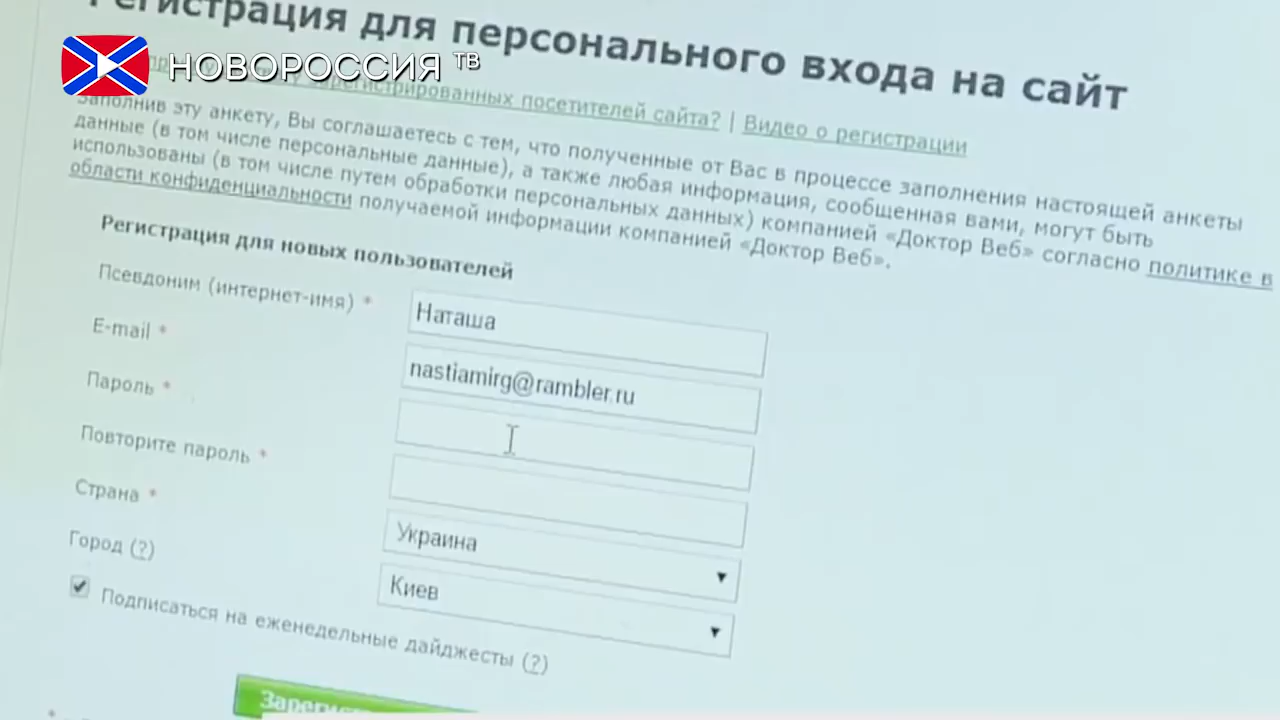 Регистрация для персонального входа на сайт
НОВОРОССИЯ ТВ
зарегистрированных посетителей сайта? | Видео о регистрации
Заполнив эту анкету, Вы соглашаетесь с тем, что полученные от Вас в процессе заполнения настоящей анкеты
данные (в том числе персональные данные), а также любая информация, сообщенная вами, могут быть
использованы (в том числе путем обработки персональных данных) компанией «Доктор Веб» согласно политике в
области конфиденциальности получаемой информации компанией «Доктор Веб».
Регистрация для новых пользователей
Псевдоним (интернет-имя) * Наташа
E-mail * nastiamirg@rambler.ru
Пароль *
Повторите пароль *
Страна * Украина
Город (?) Киев
Подписаться на еженедельные дайджесты (?)